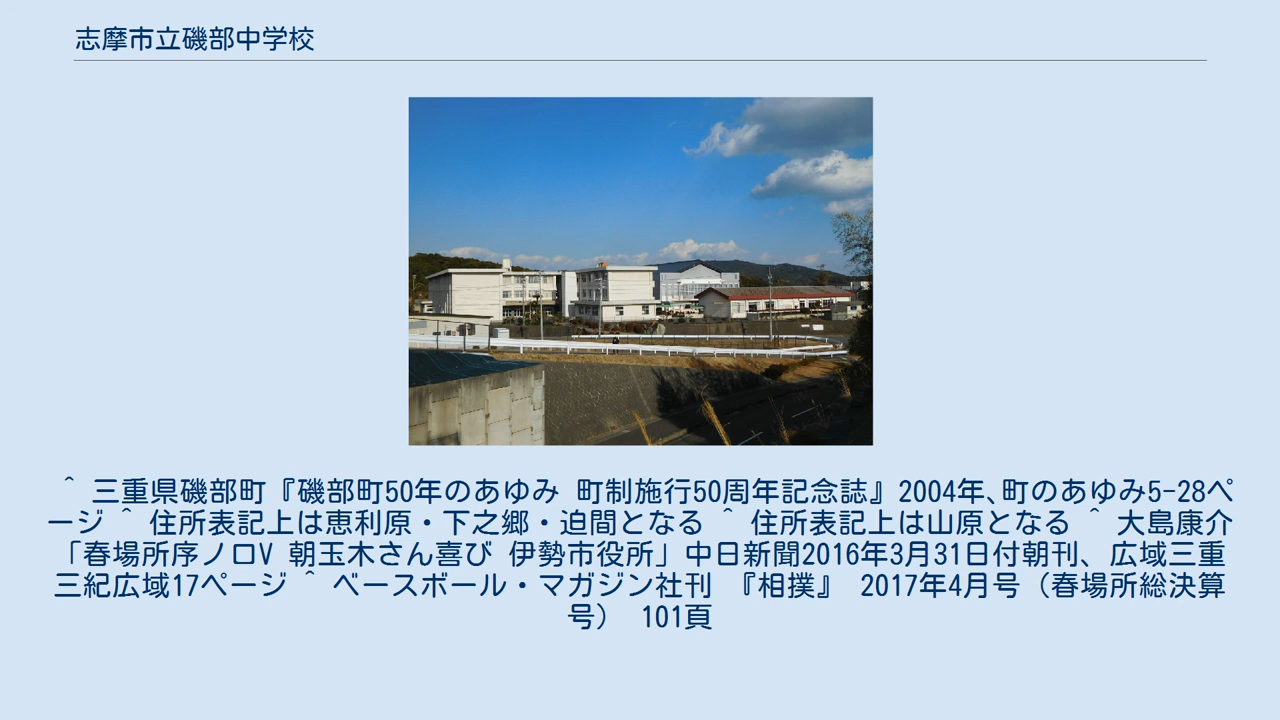 志摩市立磯部中学校
^ 三重県磯部町『磯部町50年のあゆみ 町制施行50周年記念誌』2004年､町のあゆみ5-28ペ
ージ ^ 住所表記上は恵利原・下之郷・迫間となる ^ 住所表記上は山原となる ^ 大島康介
「春場所序ノ口V 朝玉木さん喜び 伊勢市役所」中日新聞2016年3月31日付朝刊、広域三重
三紀広域17ページ ^ ベースボール・マガジン社刊 『相撲』 2017年4月号（春場所総決算
号） 101頁